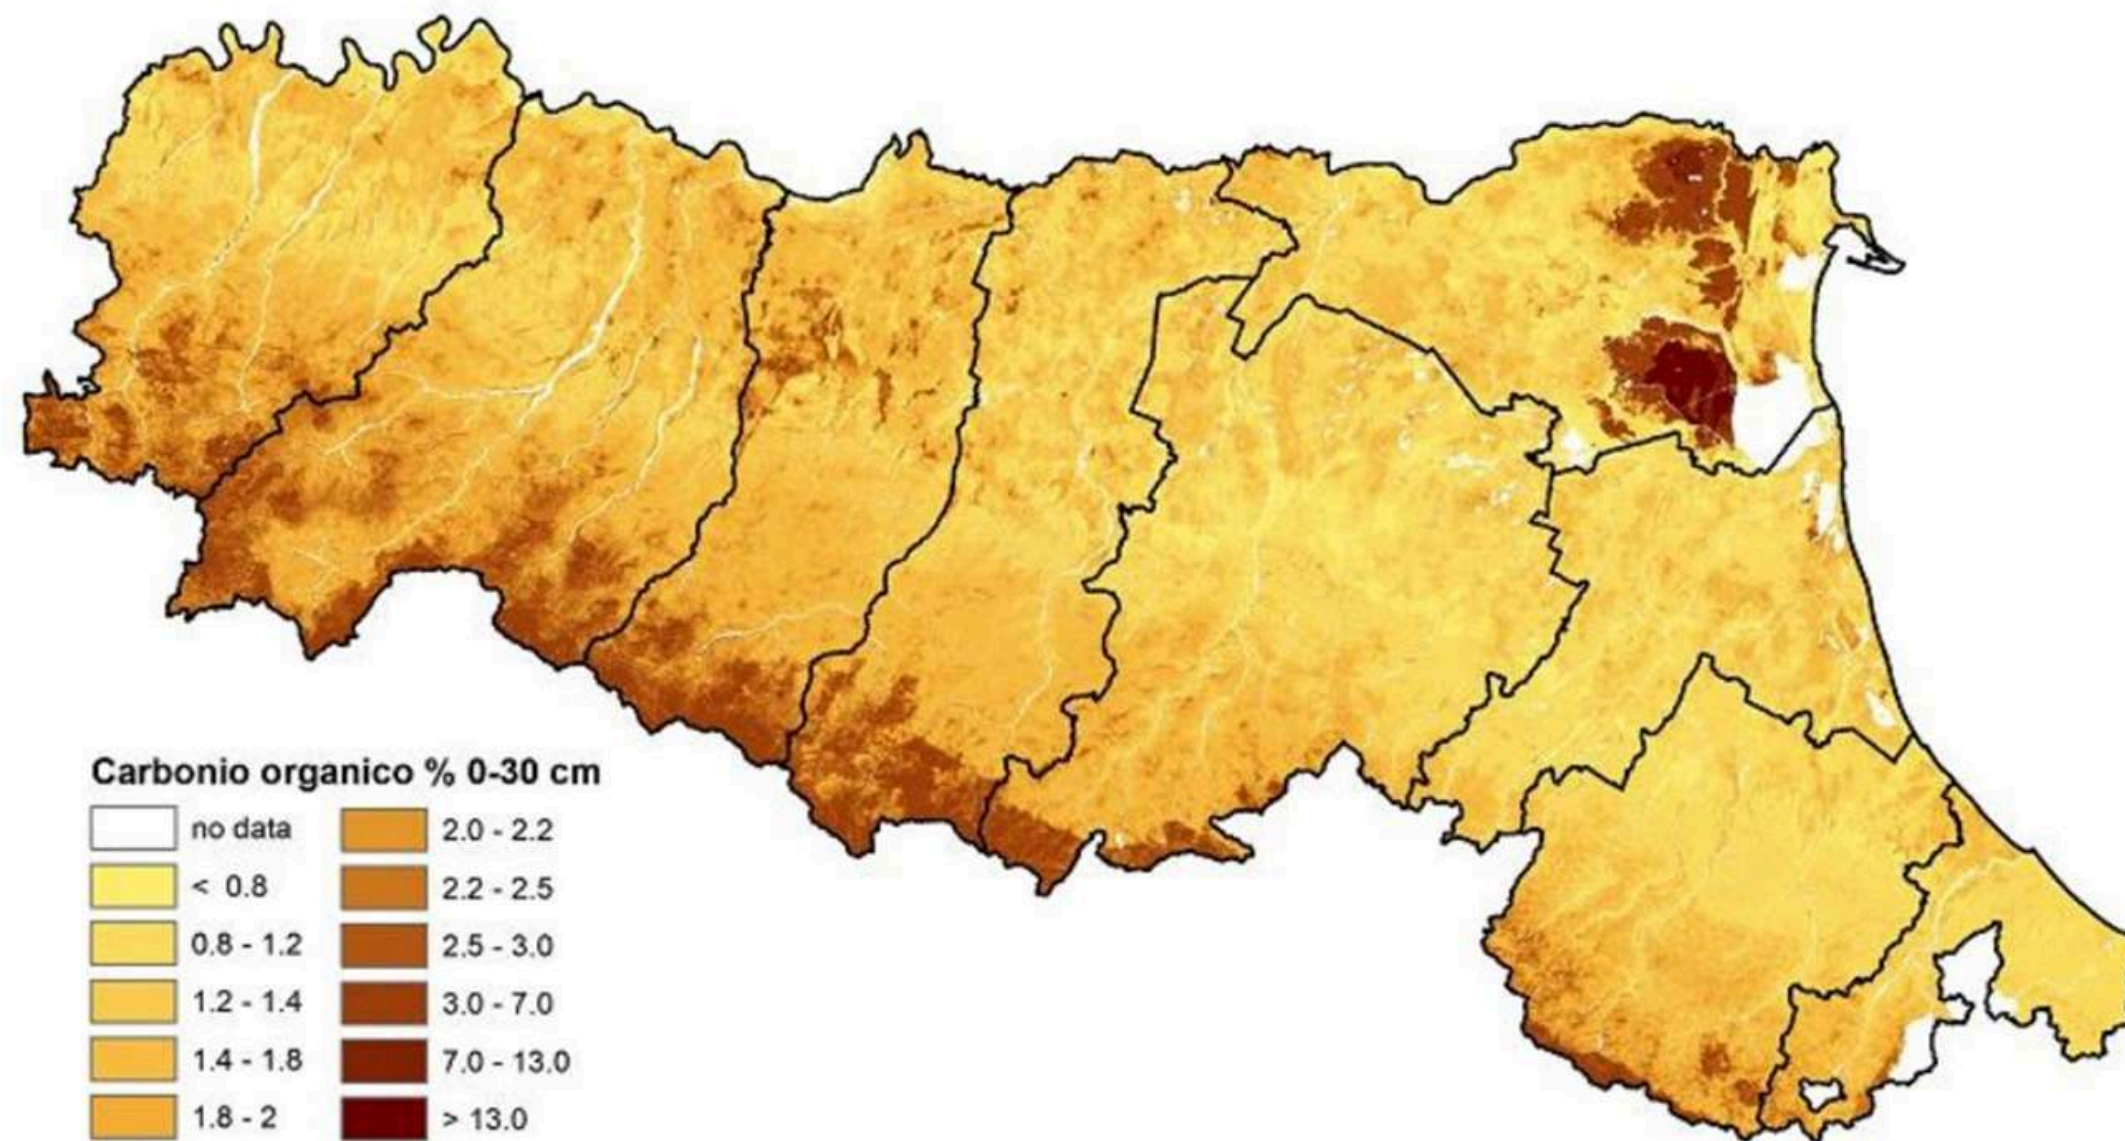 Carbonio organico % 0-30 cm
no data
< 0.8
0.8 - 1.2
1.2 - 1.4
1.4 - 1.8
1.8 - 2
2.0 - 2.2
2.2 - 2.5
2.5 - 3.0
3.0 - 7.0
7.0 - 13.0
> 13.0